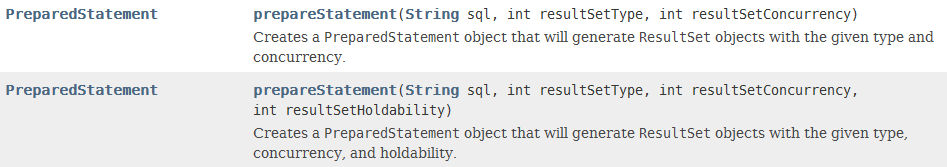 PreparedStatement prepareStatement(String sql, int resultSetType, int resultSetConcurrency)
Creates a PreparedStatement object that will generate ResultSet objects with the given type and
concurrency.
PreparedStatement prepareStatement(String sql, int resultSetType, int resultSetConcurrency,
int resultSetHoldability)
Creates a PreparedStatement object that will generate ResultSet objects with the given type,
concurrency, and holdability.